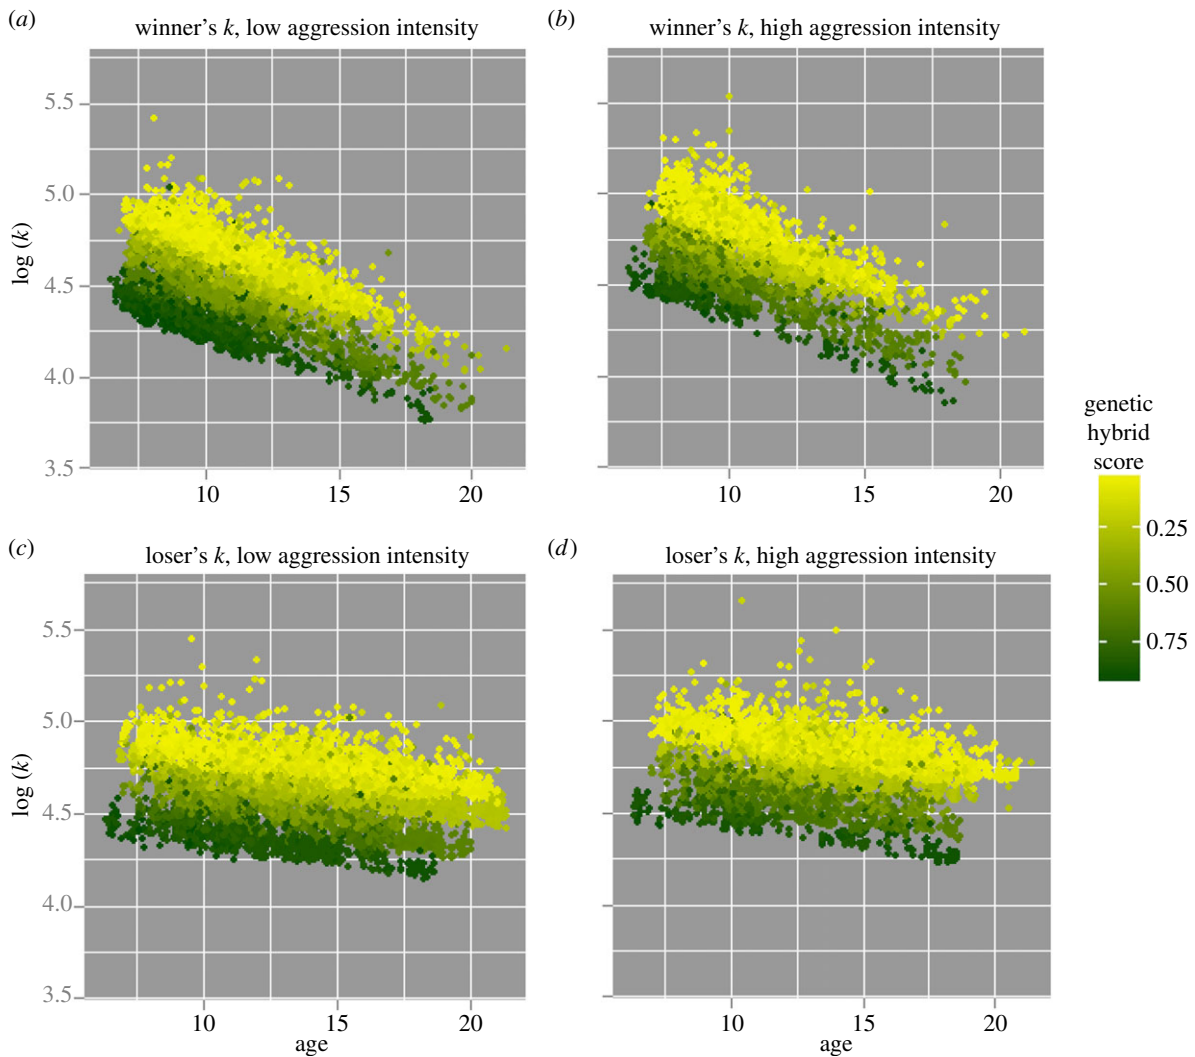 (a)
winner's k, low aggression intensity
(b)
winner's k, high aggression intensity
5.5
5.0
4.5
4.0
3.5
log (k)
10 15 20
10 15 20
genetic
hybrid
score
0.25
0.50
0.75
(c)
loser's k, low aggression intensity
(d)
loser's k, high aggression intensity
5.5
5.0
4.5
4.0
3.5
log (k)
10 15 20
age
10 15 20
age